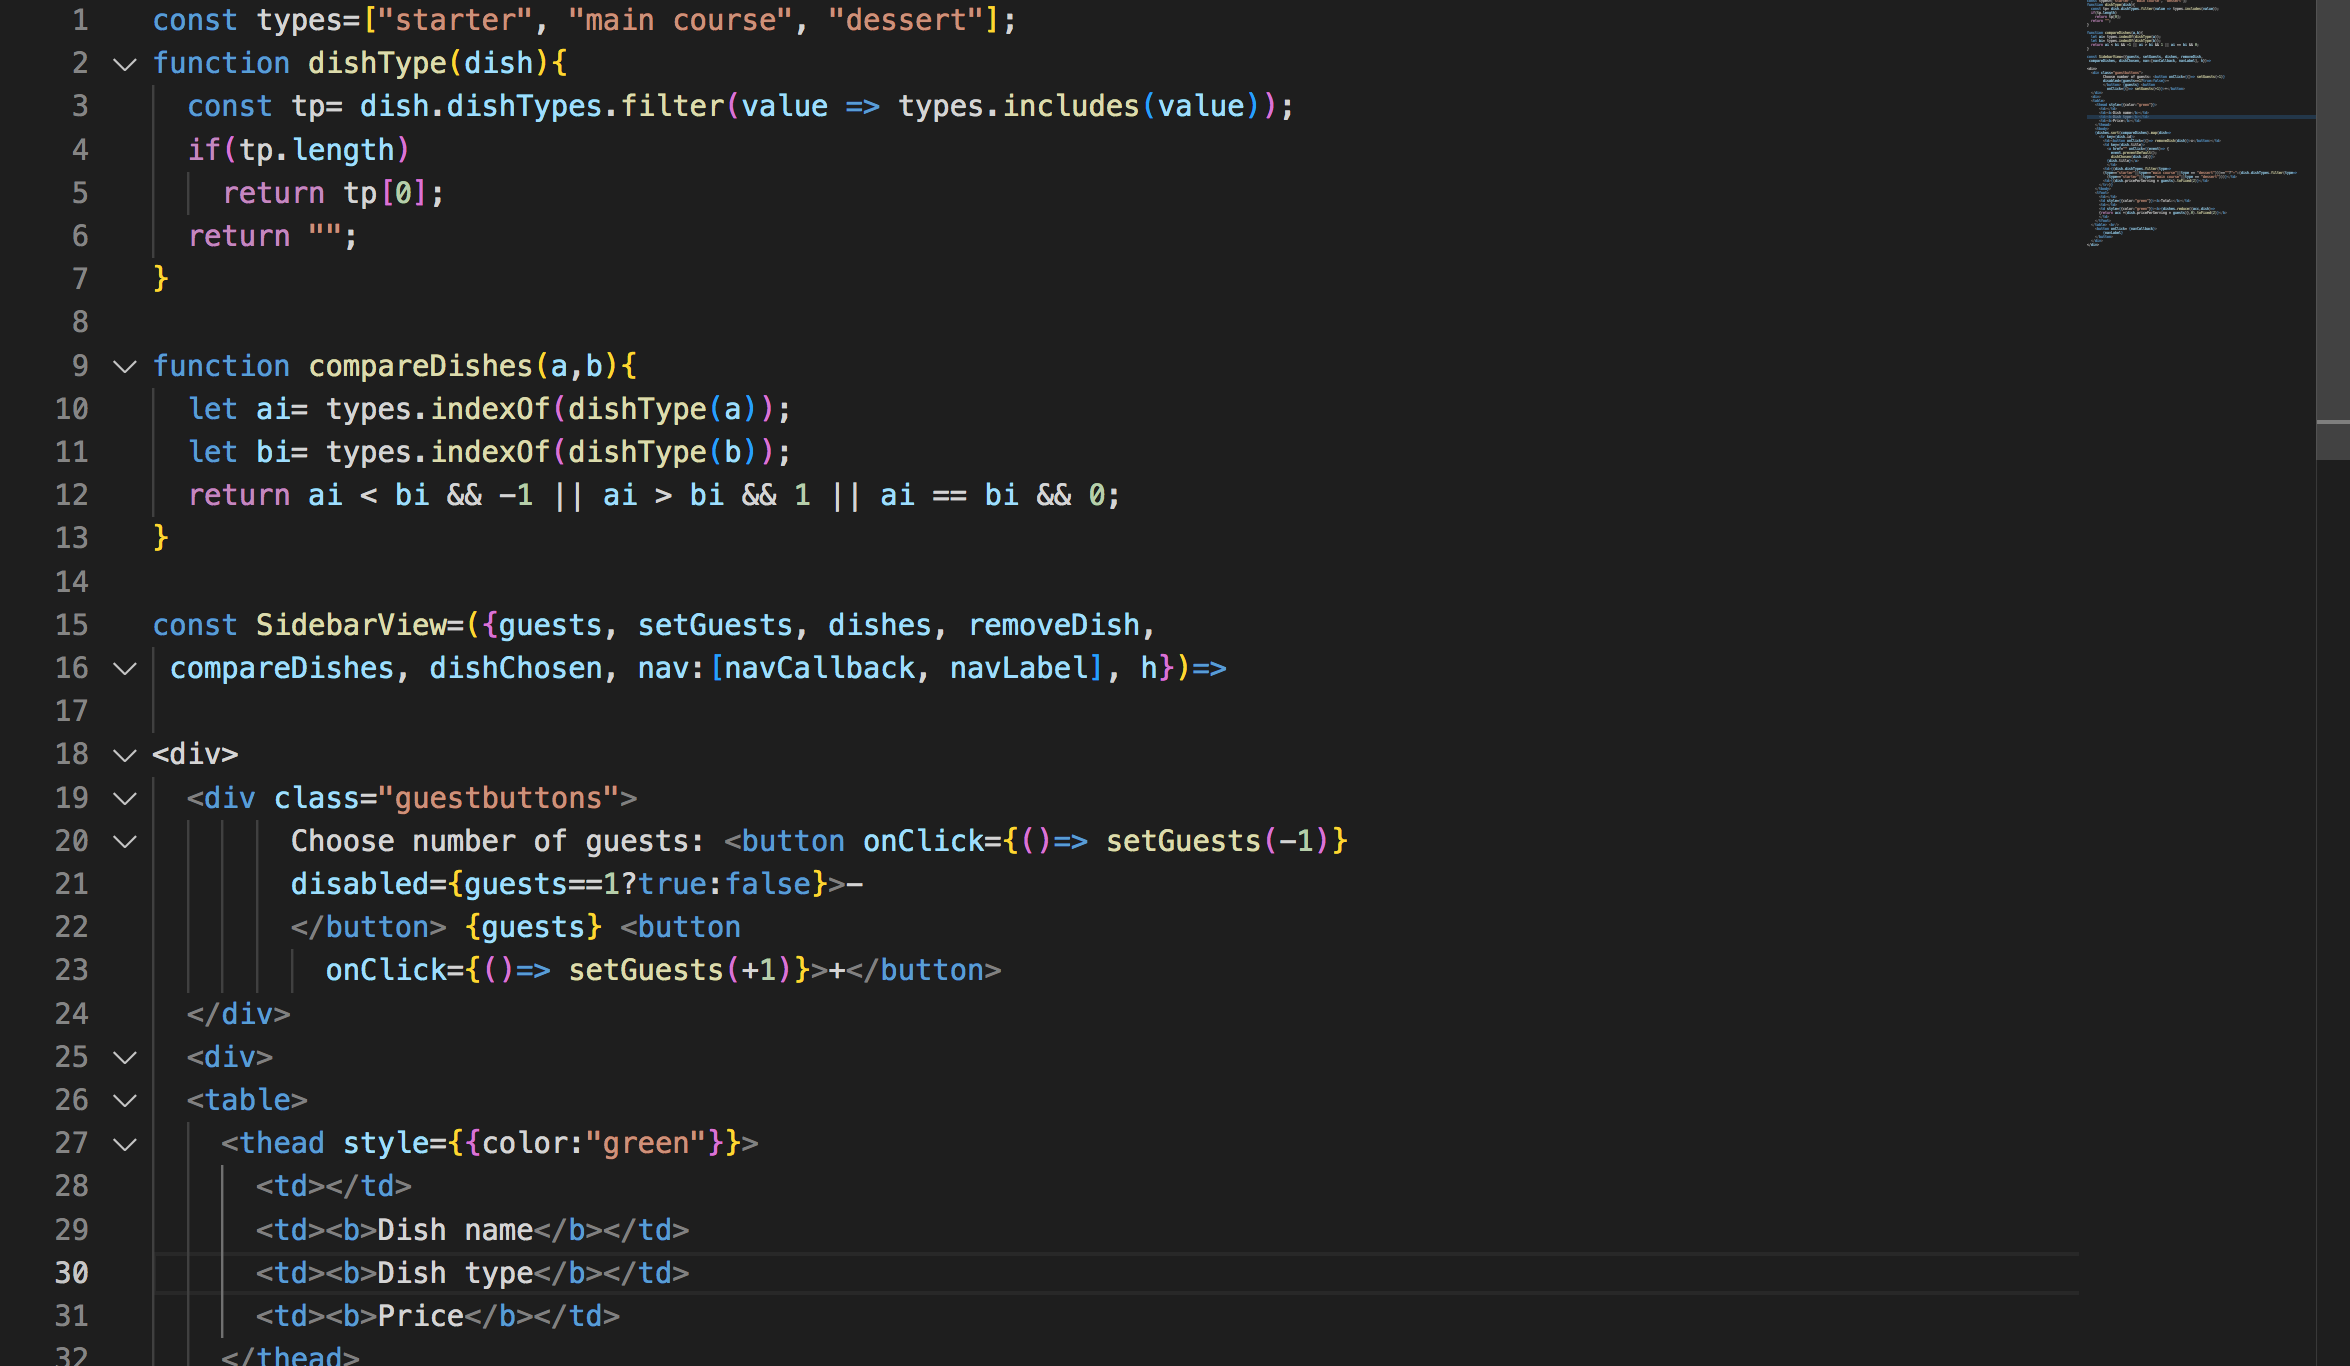 1 const types=["starter", "main course", "dessert"];
2 function dishType(dish){
3 const tp= dish.dishTypes.filter(value => types.includes(value));
4 if(tp.length)
5 return tp[0];
6 return "";
7 }
8
9 function compareDishes(a,b){
10 let ai= types.indexOf(dishType(a));
11 let bi= types.indexOf(dishType(b));
12 return ai < bi && -1 || ai > bi && 1 || ai == bi && 0;
13 }
14
15 const SidebarView=({guests, setGuests, dishes, removeDish,
16 compareDishes, dishChosen, nav:[navCallback, navLabel], h})=>
17
18 <div>
19 <div class="guestbuttons">
20 Choose number of guests: <button onClick={()=> setGuests(-1)}
21 disabled={guests==1?true:false}>-
22 </button> {guests} <button
23 onClick={()=> setGuests(+1)}>+</button>
24 </div>
25 <div>
26 <table>
27 <thead style={{color:"green"}}>
28 <td></td>
29 <td><b>Dish name</b></td>
30 <td><b>Dish type</b></td>
31 <td><b>Price</b></td>
32 </thead>